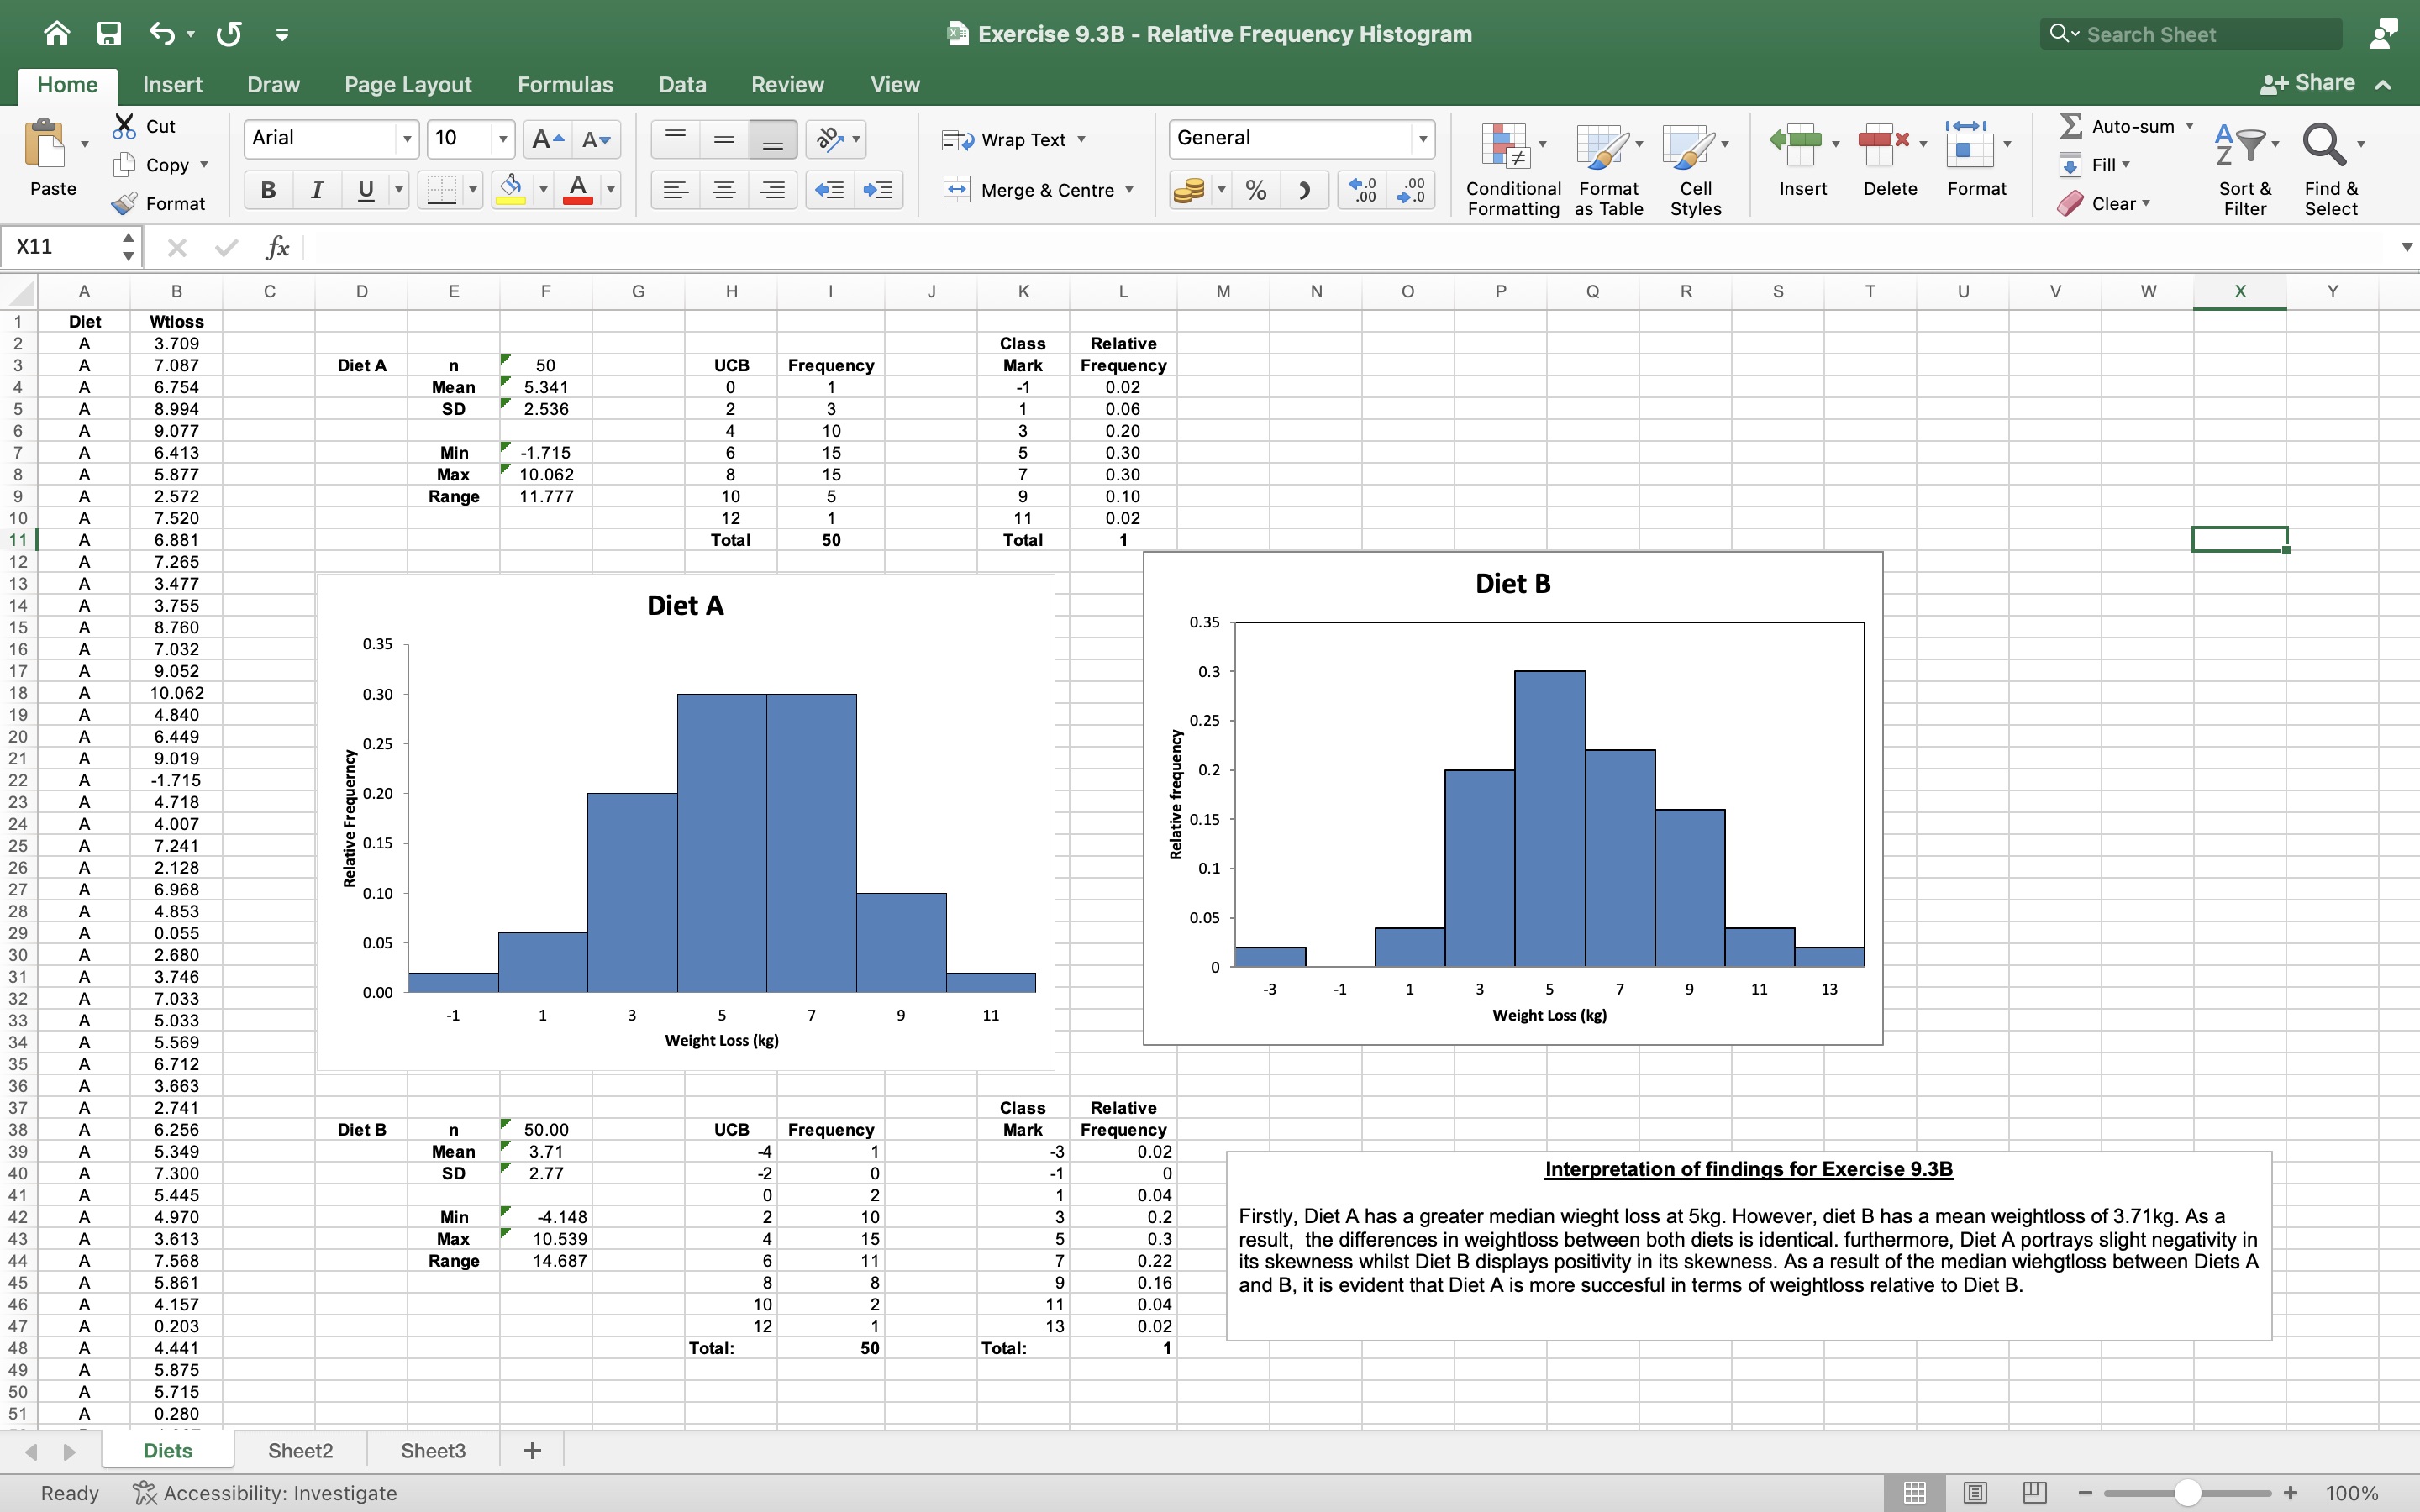 Exercise 9.3B - Relative Frequency Histogram
Search Sheet
Home Insert Draw Page Layout Formulas Data Review View Share
Paste Cut Copy Format
Arial 10 A A
B I U A
Wrap Text
Merge & Centre
General
% .0 .00 .00 .0
Conditional Formatting
Format as Table
Cell Styles
Insert Delete Format
Auto-sum
Fill
Clear
Sort & Filter
Find & Select
X11 fx
A B C D E F G H I J K L M N O P Q R S T U V W X Y
1 Diet Wtloss
2 A 3.709 Class Relative
3 A 7.087 Diet A n 50 UCB Frequency Mark Frequency
4 A 6.754 Mean 5.341 0 1 -1 0.02
5 A 8.994 SD 2.536 2 3 1 0.06
6 A 9.077 4 10 3 0.20
7 A 6.413 Min -1.715 6 15 5 0.30
8 A 5.877 Max 10.062 8 15 7 0.30
9 A 2.572 Range 11.777 10 5 9 0.10
10 A 7.520 12 1 11 0.02
11 A 6.881 Total 50 Total 1
12 A 7.265
13 A 3.477
14 A 3.755
15 A 8.760
16 A 7.032
17 A 9.052
18 A 10.062
19 A 4.840
20 A 6.449
21 A 9.019
22 A -1.715
23 A 4.718
24 A 4.007
25 A 7.241
26 A 2.128
27 A 6.968
28 A 4.853
29 A 0.055
30 A 2.680
31 A 3.746
32 A 7.033
33 A 5.033
34 A 5.569
35 A 6.712
36 A 3.663
Diet A
Relative Frequerncy
0.35
0.30
0.25
0.20
0.15
0.10
0.05
0.00
-1 1 3 5 7 9 11
Weight Loss (kg)
Diet B
Relative frequency
0.35
0.3
0.25
0.2
0.15
0.1
0.05
0
-3 -1 1 3 5 7 9 11 13
Weight Loss (kg)
37 A 2.741 Class Relative
38 A 6.256 Diet B n 50.00 UCB Frequency Mark Frequency
39 A 5.349 Mean 3.71 -4 1 -3 0.02
40 A 7.300 SD 2.77 -2 0 -1 0
41 A 5.445 0 2 1 0.04
42 A 4.970 Min -4.148 2 10 3 0.2
43 A 3.613 Max 10.539 4 15 5 0.3
44 A 7.568 Range 14.687 6 11 7 0.22
45 A 5.861 8 8 9 0.16
46 A 4.157 10 2 11 0.04
47 A 0.203 12 1 13 0.02
48 A 4.441 Total: 50 Total: 1
49 A 5.875
50 A 5.715
51 A 0.280
Interpretation of findings for Exercise 9.3B
Firstly, Diet A has a greater median wieght loss at 5kg. However, diet B has a mean weightloss of 3.71kg. As a
result, the differences in weightloss between both diets is identical. furthermore, Diet A portrays slight negativity in
its skewness whilst Diet B displays positivity in its skewness. As a result of the median wiehgtloss between Diets A
and B, it is evident that Diet A is more succesful in terms of weightloss relative to Diet B.
Diets Sheet2 Sheet3 +
Ready Accessibility: Investigate 100%